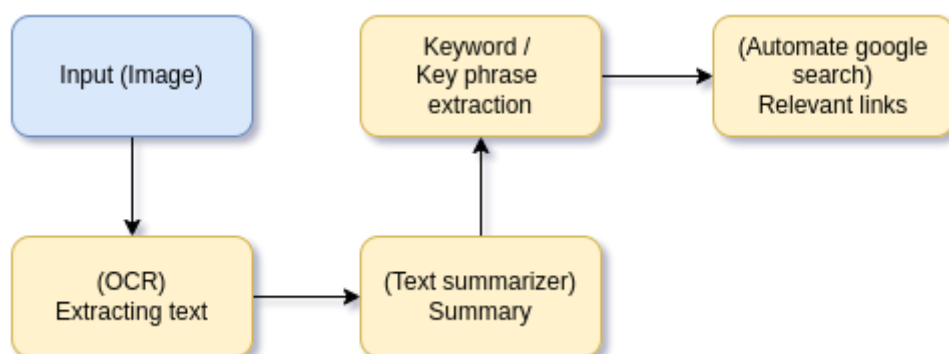 Input (Image)
(OCR)
Extracting text
(Text summarizer)
Summary
Keyword /
Key phrase
extraction
(Automate google
search)
Relevant links